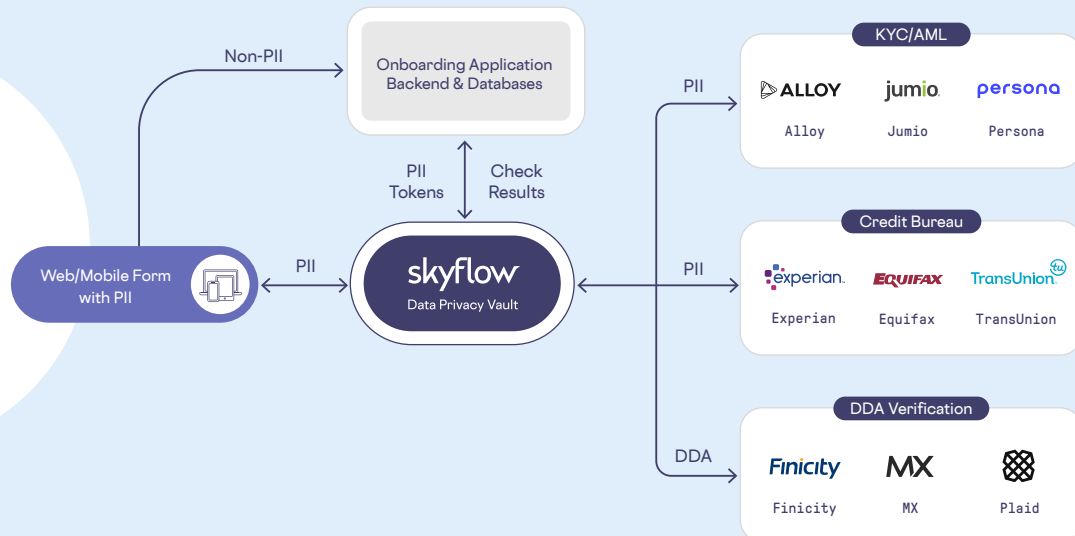 Non-PII
Onboarding Application
Backend & Databases
PII
Tokens
Check
Results
Web/Mobile Form
with PII
PII
skyflow
Data Privacy Vault
PII
KYC/AML
ALLOY
jumio
persona
Alloy
Jumio
Persona
PII
Credit Bureau
experian.
EQUIFAX
TransUnion
tu
Experian
Equifax
TransUnion
DDA
DDA Verification
Finicity
MX
Finicity
MX
Plaid